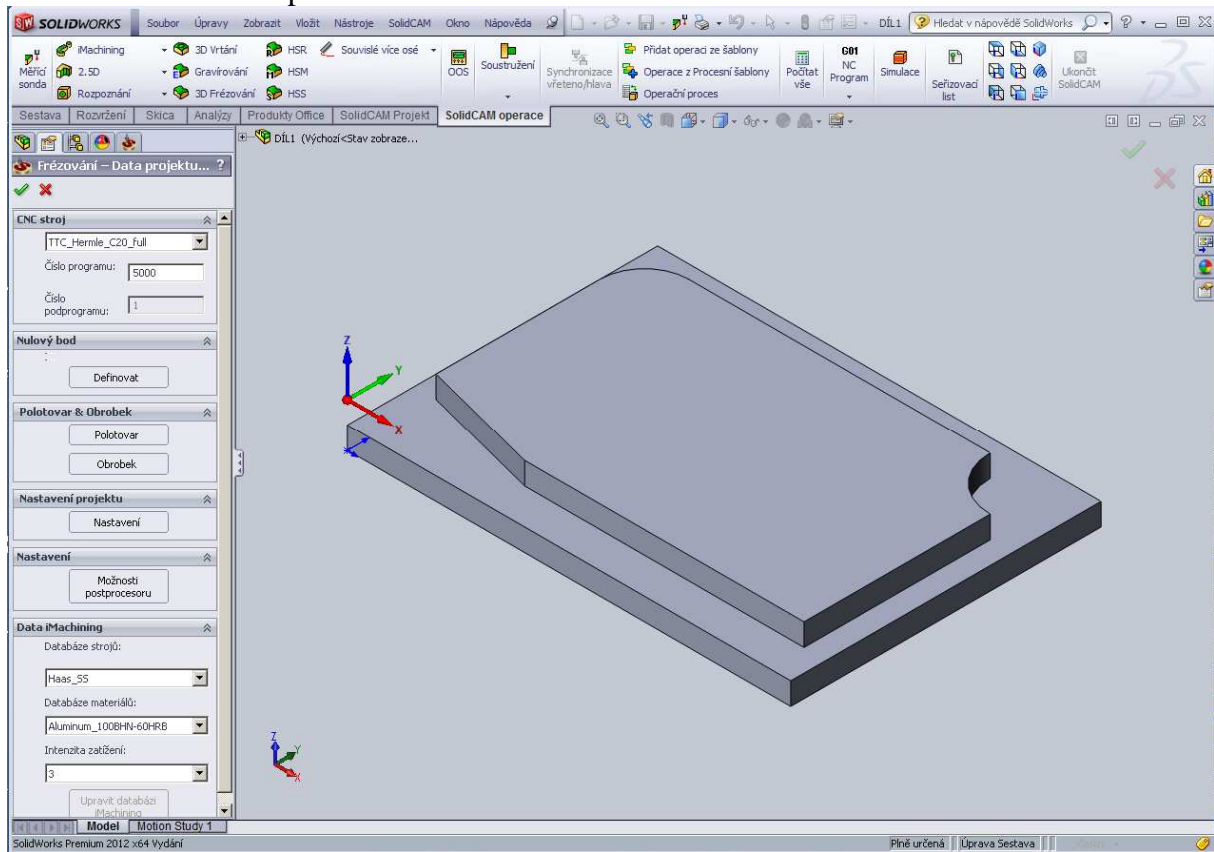 SOLIDWORKS Soubor Úpravy Zobrazit Vložit Nástroje SolidCAM Okno Nápověda DíL1 Hledat v nápovědě SolidWorks
iMachining 3D Vrtání HSR Souvislé více osé
Měřící sonda 2.5D Gravírování HSM OOS Soustružení Synchronizace vřeteno/hlava
Rozpoznání 3D Frézování HSS
Přidat operaci ze šablony
Operace z Procesní šablony
Operační proces
Počítat vše
G01 NC Program
Simulace
Seřizovací list
Ukončit SolidCAM
Sestava Rozvržení Skica Analýzy Produkty Office SolidCAM Projekt SolidCAM operace
DíL1 (Výchozí<Stav zobraze...
Frézování – Data projektu... ?
CNC stroj
TTC_Hermle_C20_full
Číslo programu: 5000
Číslo podprogramu: 1
Nulový bod
Definovat
Polotovar & Obrobek
Polotovar
Obrobek
Nastavení projektu
Nastavení
Nastavení
Možnosti postprocesoru
Data iMachining
Databáze strojů:
Haas_SS
Databáze materiálů:
Aluminum_100BHN-60HRB
Intenzita zatížení:
3
Upravit databázi iMachining
Z
Y
X
Z
Y
X
Model Motion Study 1
SolidWorks Premium 2012 x64 Vydání Plně určená Úprava Sestava